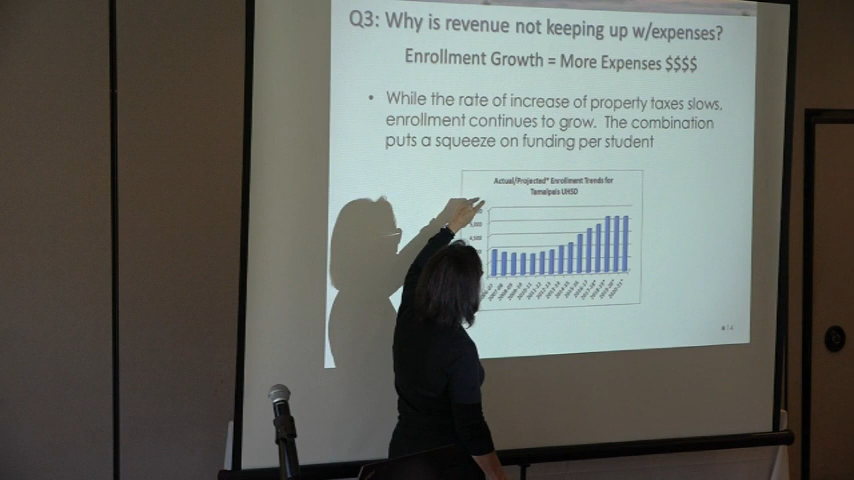 Q3: Why is revenue not keeping up w/expenses?
Enrollment Growth = More Expenses $$$$
• While the rate of increase of property taxes slows,
enrollment continues to grow. The combination
puts a squeeze on funding per student
Actual/Projected* Enrollment Trends for
Tamalpais UHSD